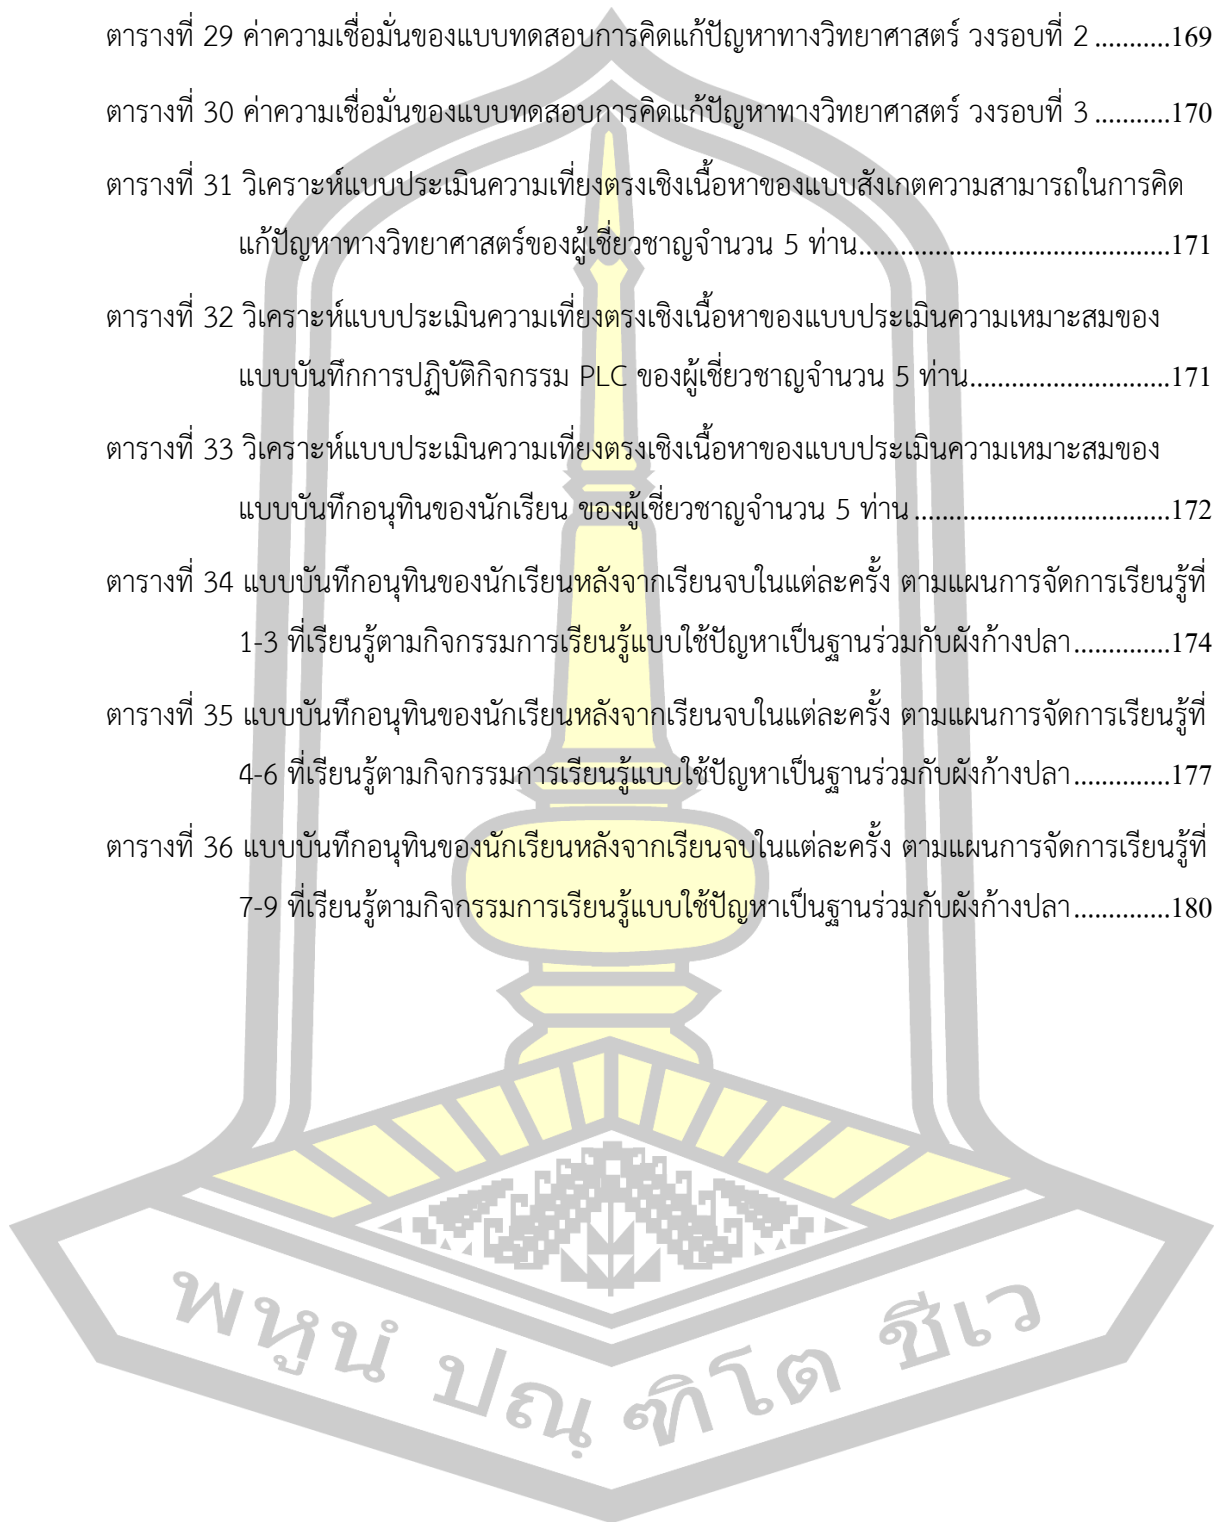 ตารางที่ 29 ค่าความเชื่อมั่นของแบบทดสอบการคิดแก้ปัญหาทางวิทยาศาสตร์ วงรอบที่ 2 ...........169
ตารางที่ 30 ค่าความเชื่อมั่นของแบบทดสอบการคิดแก้ปัญหาทางวิทยาศาสตร์ วงรอบที่ 3 ...........170
ตารางที่ 31 วิเคราะห์แบบประเมินความเที่ยงตรงเชิงเนื้อหาของแบบสังเกตความสามารถในการคิด
แก้ปัญหาทางวิทยาศาสตร์ของผู้เชี่ยวชาญจำนวน 5 ท่าน.............................................171
ตารางที่ 32 วิเคราะห์แบบประเมินความเที่ยงตรงเชิงเนื้อหาของแบบประเมินความเหมาะสมของ
แบบบันทึกการปฏิบัติกิจกรรม PLC ของผู้เชี่ยวชาญจำนวน 5 ท่าน.............................171
ตารางที่ 33 วิเคราะห์แบบประเมินความเที่ยงตรงเชิงเนื้อหาของแบบประเมินความเหมาะสมของ
แบบบันทึกอนุทินของนักเรียน ของผู้เชี่ยวชาญจำนวน 5 ท่าน .....................................172
ตารางที่ 34 แบบบันทึกอนุทินของนักเรียนหลังจากเรียนจบในแต่ละครั้ง ตามแผนการจัดการเรียนรู้ที่
1-3 ที่เรียนรู้ตามกิจกรรมการเรียนรู้แบบใช้ปัญหาเป็นฐานร่วมกับผังก้างปลา..............174
ตารางที่ 35 แบบบันทึกอนุทินของนักเรียนหลังจากเรียนจบในแต่ละครั้ง ตามแผนการจัดการเรียนรู้ที่
4-6 ที่เรียนรู้ตามกิจกรรมการเรียนรู้แบบใช้ปัญหาเป็นฐานร่วมกับผังก้างปลา..............177
ตารางที่ 36 แบบบันทึกอนุทินของนักเรียนหลังจากเรียนจบในแต่ละครั้ง ตามแผนการจัดการเรียนรู้ที่
7-9 ที่เรียนรู้ตามกิจกรรมการเรียนรู้แบบใช้ปัญหาเป็นฐานร่วมกับผังก้างปลา..............180
พหูนํ ปณฺ ฑิโต ชีเว